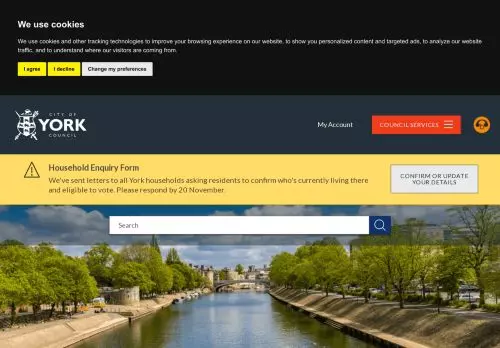 We use cookies
We use cookies and other tracking technologies to improve your browsing experience on our website, to show you personalized content and targeted ads, to analyze our website
traffic, and to understand where our visitors are coming from.
I agree
I decline
Change my preferences
CITY OF
YORK
COUNCIL
My Account
COUNCIL SERVICES
Household Enquiry Form
We've sent letters to all York households asking residents to confirm who's currently living there
and eligible to vote. Please respond by 20 November.
CONFIRM OR UPDATE
YOUR DETAILS
Search